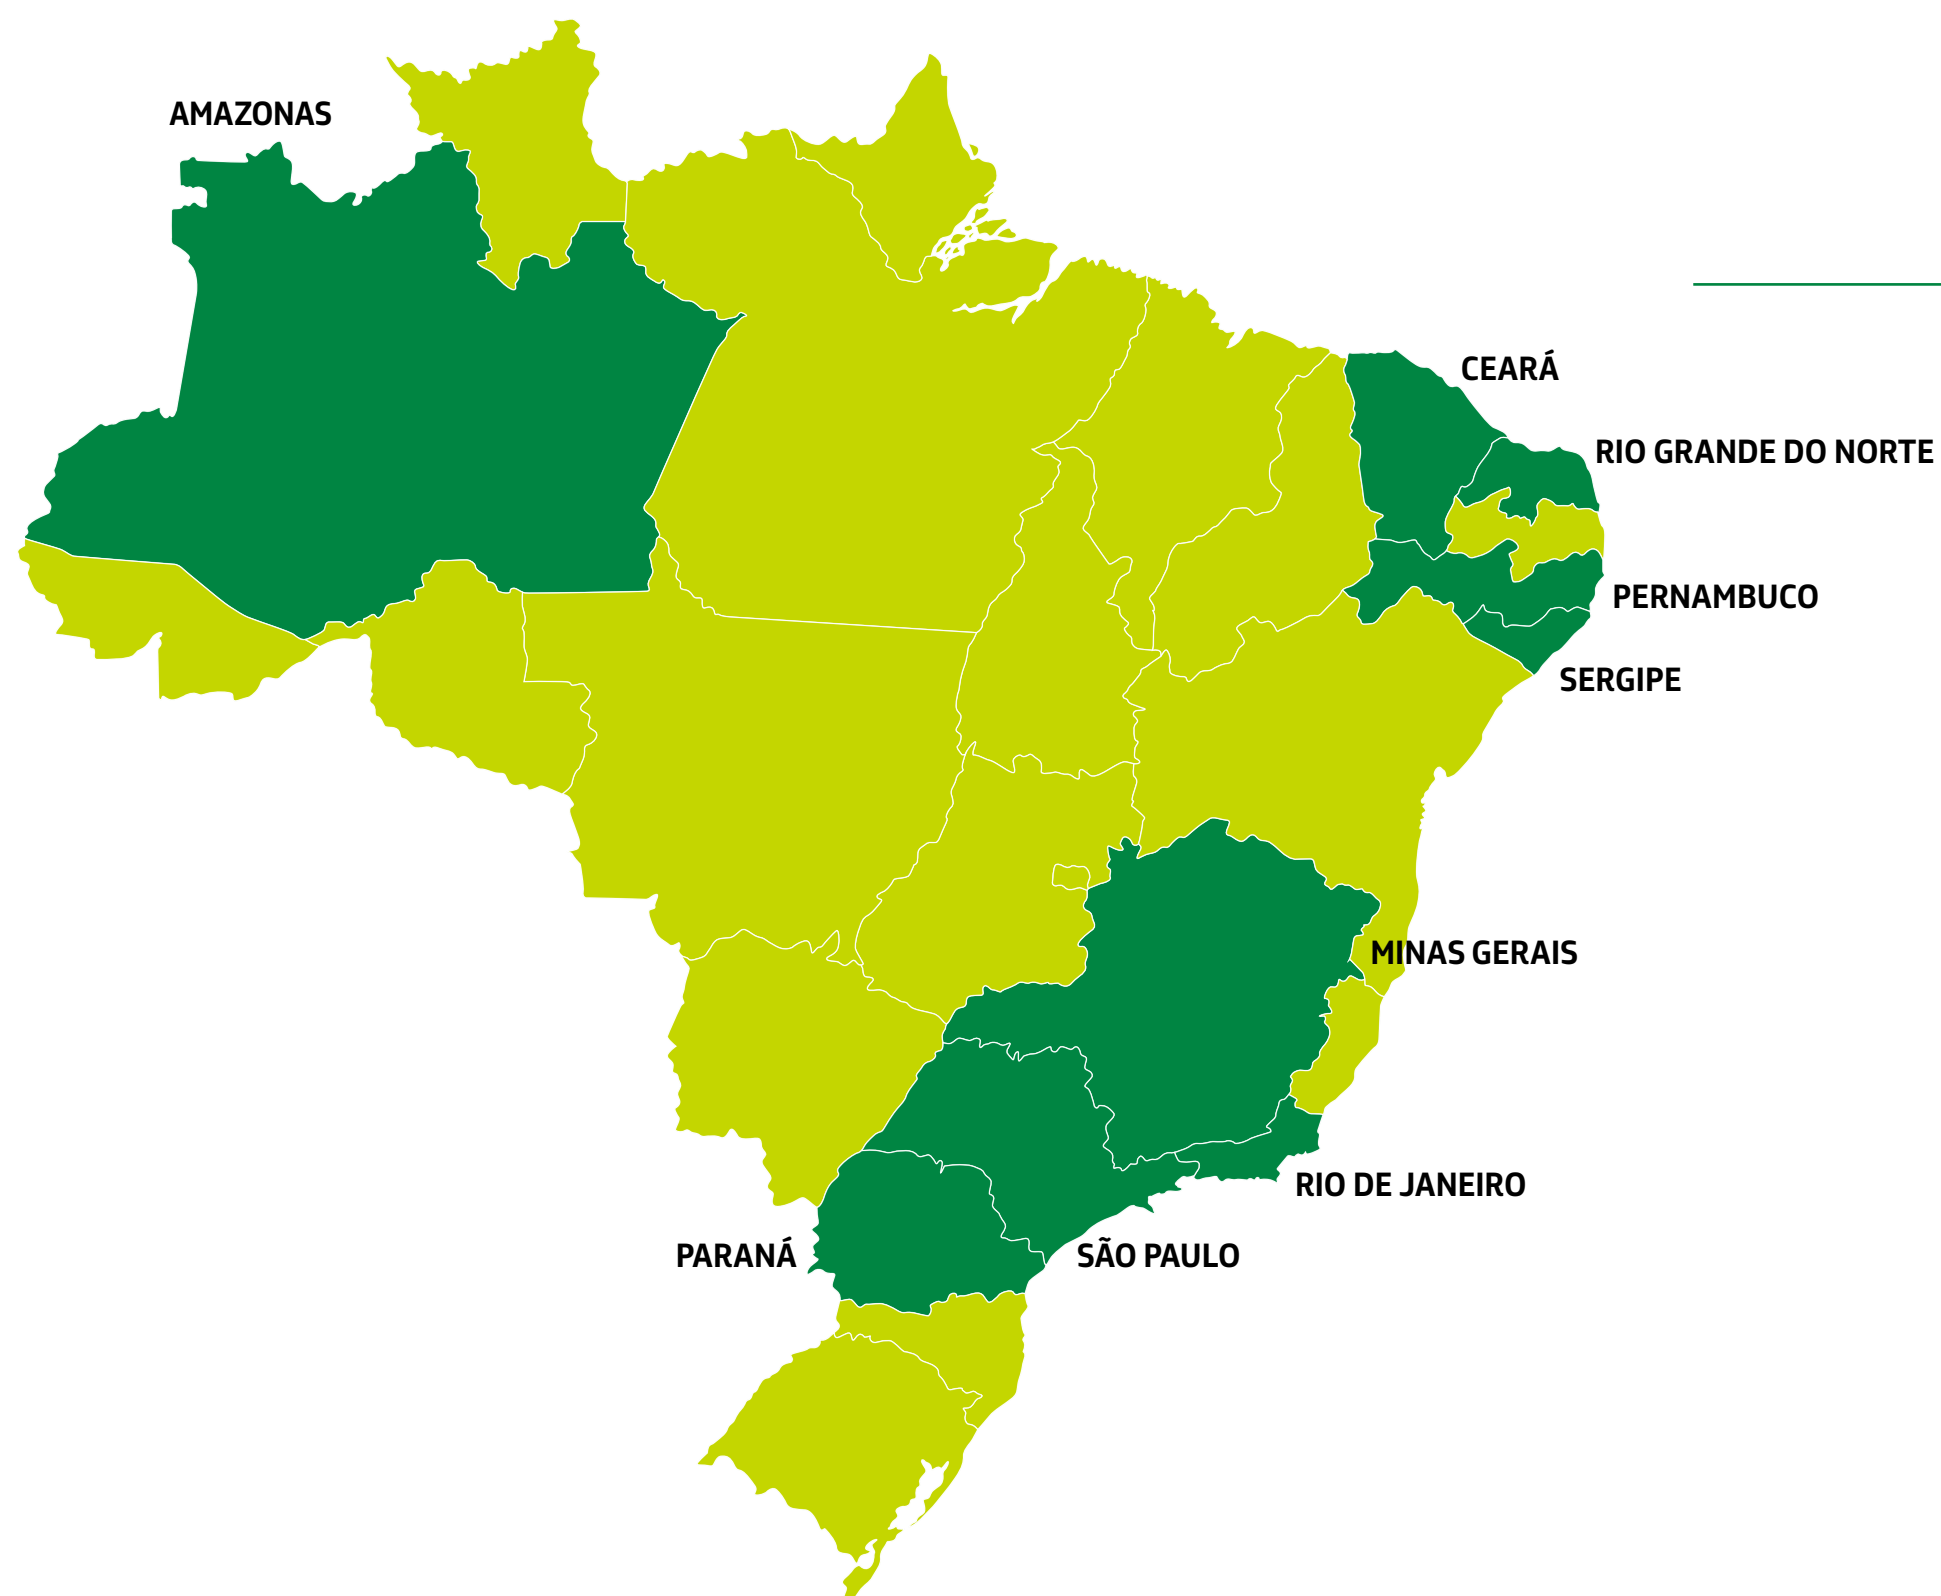 AMAZONAS
CEARÁ
RIO GRANDE DO NORTE
PERNAMBUCO
SERGIPE
MINAS GERAIS
RIO DE JANEIRO
PARANÁ
SÃO PAULO